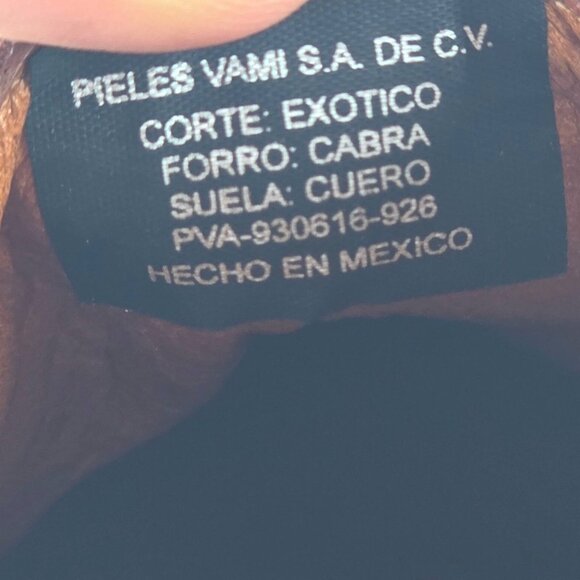 PIELES VAMI S.A. DE C.V.
CORTE: EXOTICO
FORRO: CABRA
SUELA: CUERO
PVA-930616-926
HECHO EN MEXICO